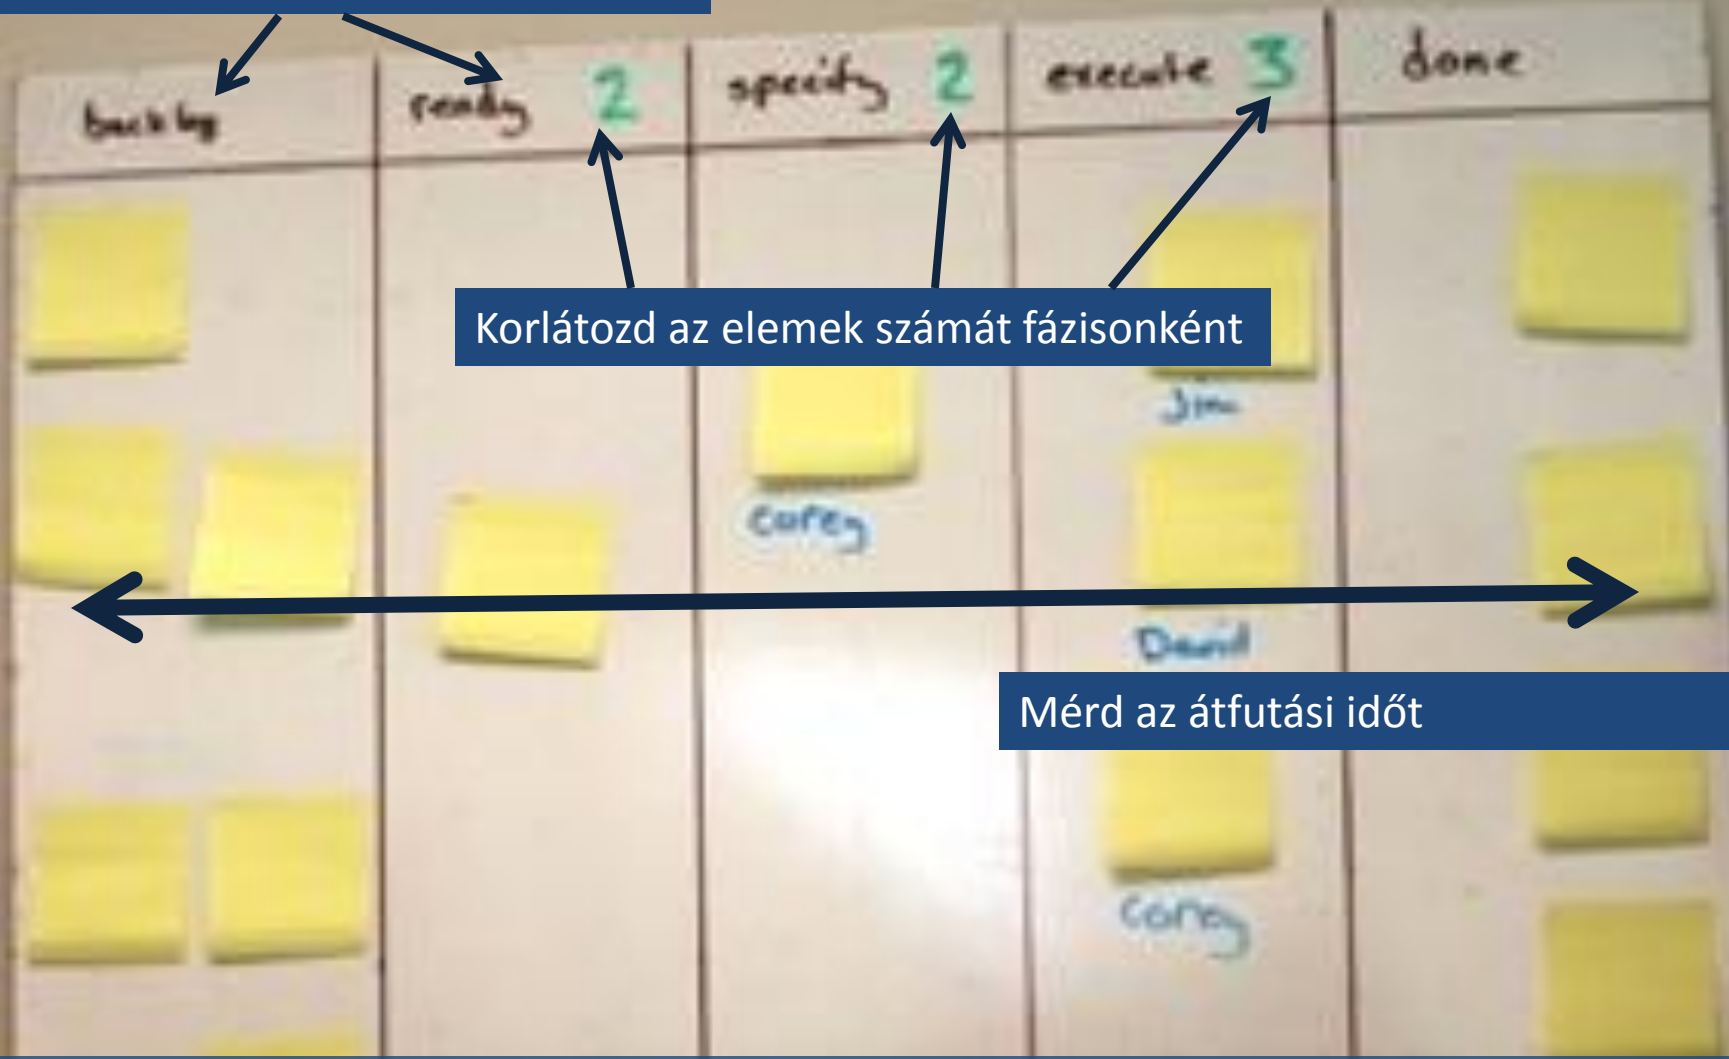 backlog
ready 2
specify 2
execute 3
done
Korlátozd az elemek számát fázisonként
Jim
corey
David
Mérd az átfutási időt
corey